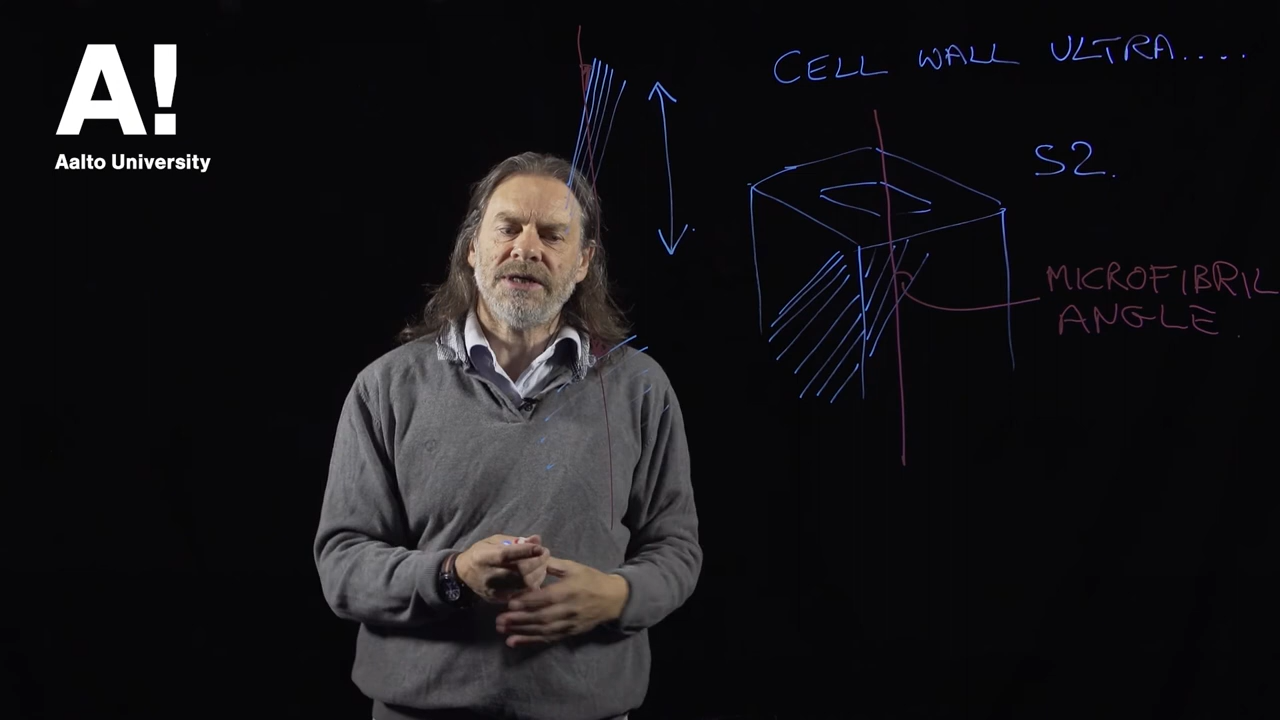 A!
Aalto University
CELL WALL ULTRA....
S2.
MICROFIBRIL
ANGLE.